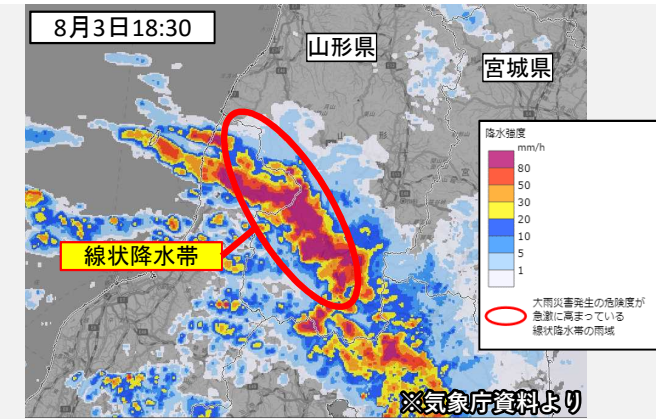 8月3日18:30
山形県
宮城県
線状降水帯
降水強度
mm/h
80
50
30
20
10
5
1
大雨災害発生の危険度が
急激に高まっている
線状降水帯の雨域
※気象庁資料より